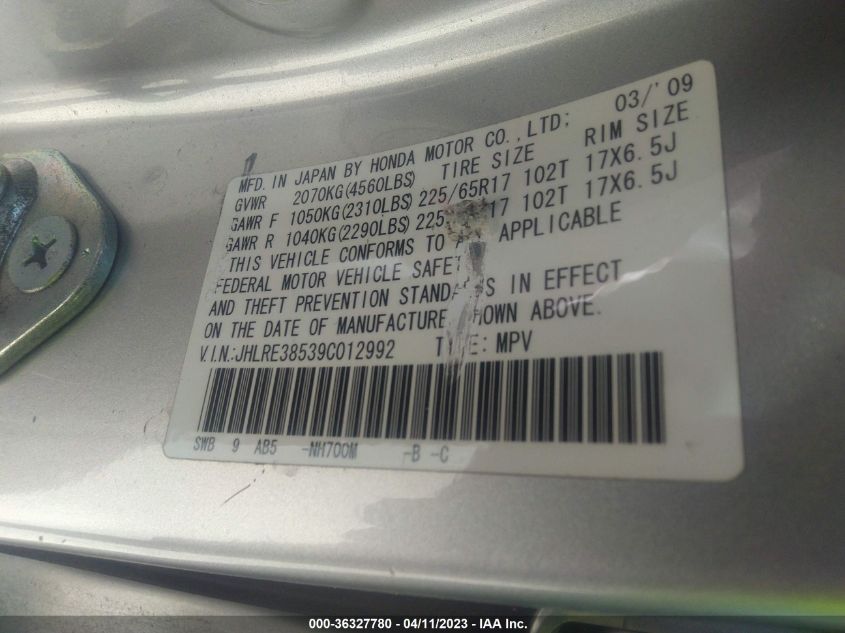 MFD. IN JAPAN BY HONDA MOTOR CO., LTD; 03/'09
GVWR 2070KG(4560LBS) TIRE SIZE RIM SIZE
GAWR F 1050KG(2310LBS) 225/65R17 102T 17X6.5J
GAWR R 1040KG(2290LBS) 225 17 102T 17X6.5J
THIS VEHICLE CONFORMS TO APPLICABLE
FEDERAL MOTOR VEHICLE
AND THEFT PREVENTION IN EFFECT
ON THE DATE OF MANUFACTURE ABOVE.
V.I.N.:JHLRE38539C012992 : MPV
SWB 9 AB5 -NH700M -B -C
000-36327780 - 04/11/2023 - IAA Inc.